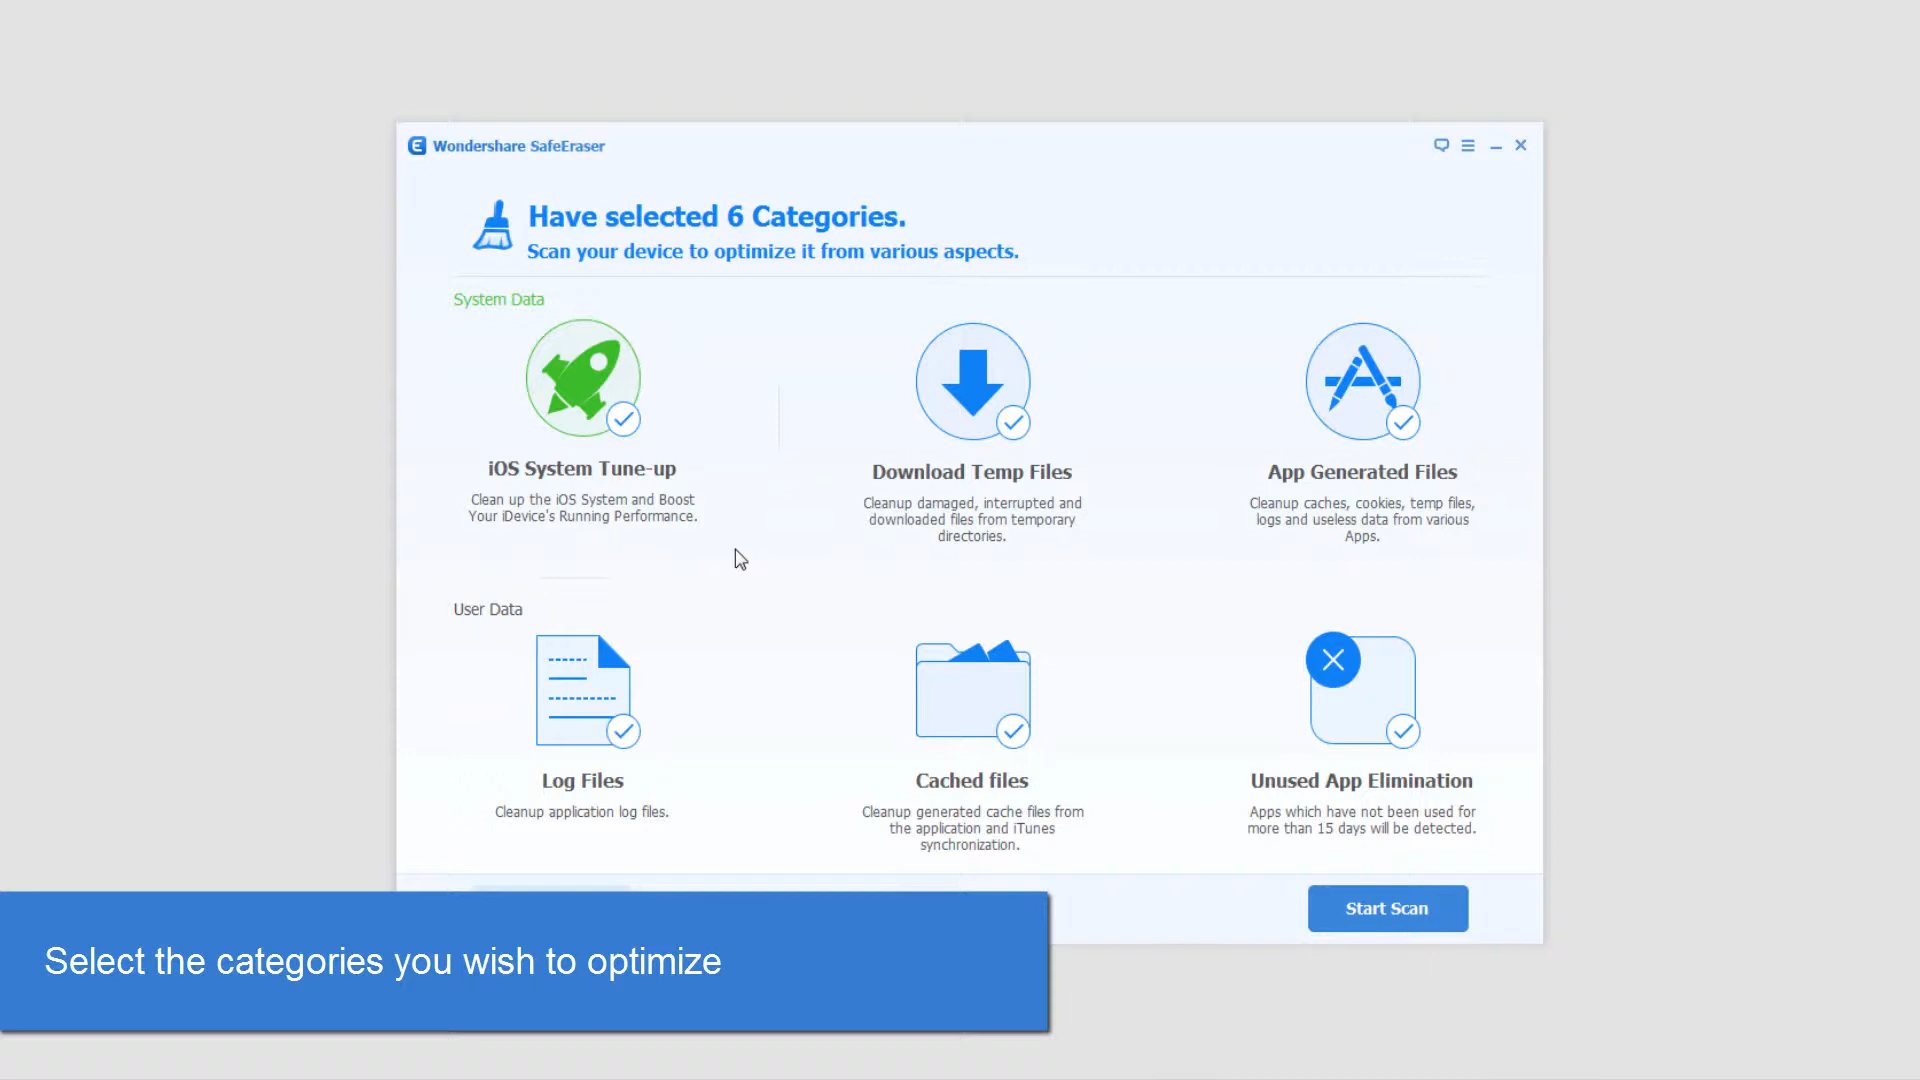 Wondershare SafeEraser
Have selected 6 Categories.
Scan your device to optimize it from various aspects.
System Data
iOS System Tune-up
Clean up the iOS System and Boost
Your iDevice's Running Performance.
Download Temp Files
Cleanup damaged, interrupted and
downloaded files from temporary
directories.
App Generated Files
Cleanup caches, cookies, temp files,
logs and useless data from various
Apps.
User Data
Log Files
Cleanup application log files.
Cached files
Cleanup generated cache files from
the application and iTunes
synchronization.
Unused App Elimination
Apps which have not been used for
more than 15 days will be detected.
Start Scan
Select the categories you wish to optimize